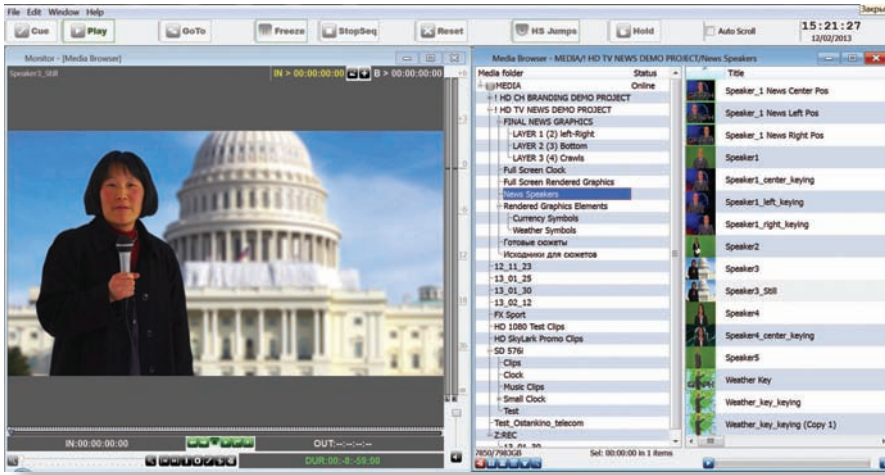 File Edit Window Help
Закры
Cue
Play
GoTo
Freeze
StopSeq
Reset
HS Jumps
Hold
Auto Scroll
15:21:27
12/02/2013
Monitor - [Media Browser]
Speaker3_Still
IN > 00:00:00:00
B > 00:00:00:00
IN:00:00:00:00
OUT:--:--:--:--
DUR:00:-8:-59:00
Media Browser - MEDIA/! HD TV NEWS DEMO PROJECT/News Speakers
Media folder
Status
MEDIA
Online
! HD CH BRANDING DEMO PROJECT
! HD TV NEWS DEMO PROJECT
FINAL NEWS GRAPHICS
LAYER 1 (2) left-Right
LAYER 2 (3) Bottom
LAYER 3 (4) Crawls
Full Screen Clock
Full Screen Rendered Graphics
News Speakers
Rendered Graphics Elements
Currency Symbols
Weather Symbols
Готовые сюжеты
Исходники для сюжетов
12_11_23
13_01_25
13_01_30
13_02_12
FX Sport
HD 1080 Test Clips
HD SkyLark Promo Clips
SD 576i
Clips
Clock
Music Clips
Small Clock
Test
Test_Ostankino_telecom
Z:REC
13_01_30
7850/7983GB
Sel: 00:00:00 in 1 items
Title
Speaker_1 News Center Pos
Speaker_1 News Left Pos
Speaker_1 News Right Pos
Speaker1
Speaker1_center_keying
Speaker1_left_keying
Speaker1_right_keying
Speaker2
Speaker3
Speaker3_Still
Speaker4
Speaker4_center_keying
Speaker5
Weather Key
Weather_key_keying
Weather_key_keying (Copy 1)